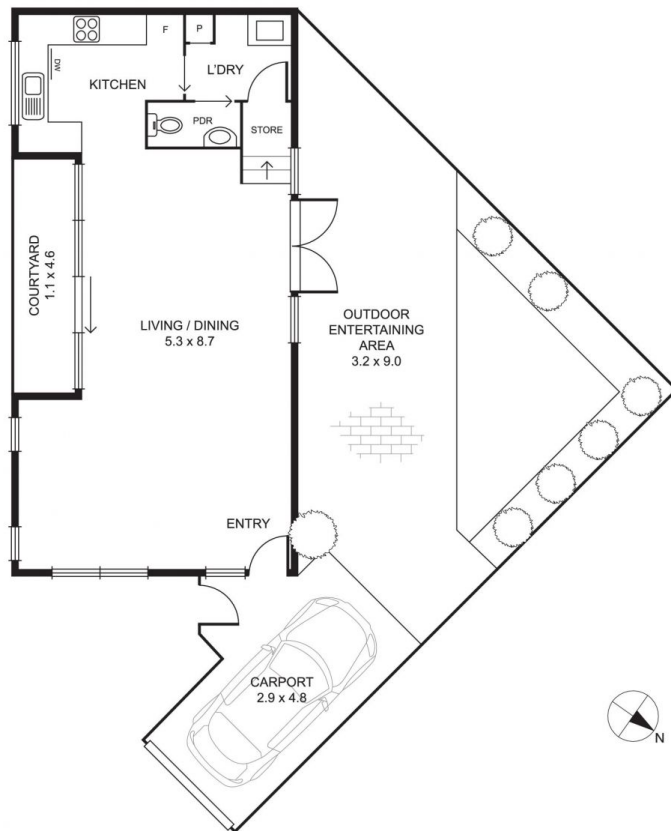 F
P
DW
L'DRY
KITCHEN
PDR
STORE
COURTYARD
1.1 x 4.6
LIVING / DINING
5.3 x 8.7
OUTDOOR
ENTERTAINING
AREA
3.2 x 9.0
ENTRY
CARPORT
2.9 x 4.8
N